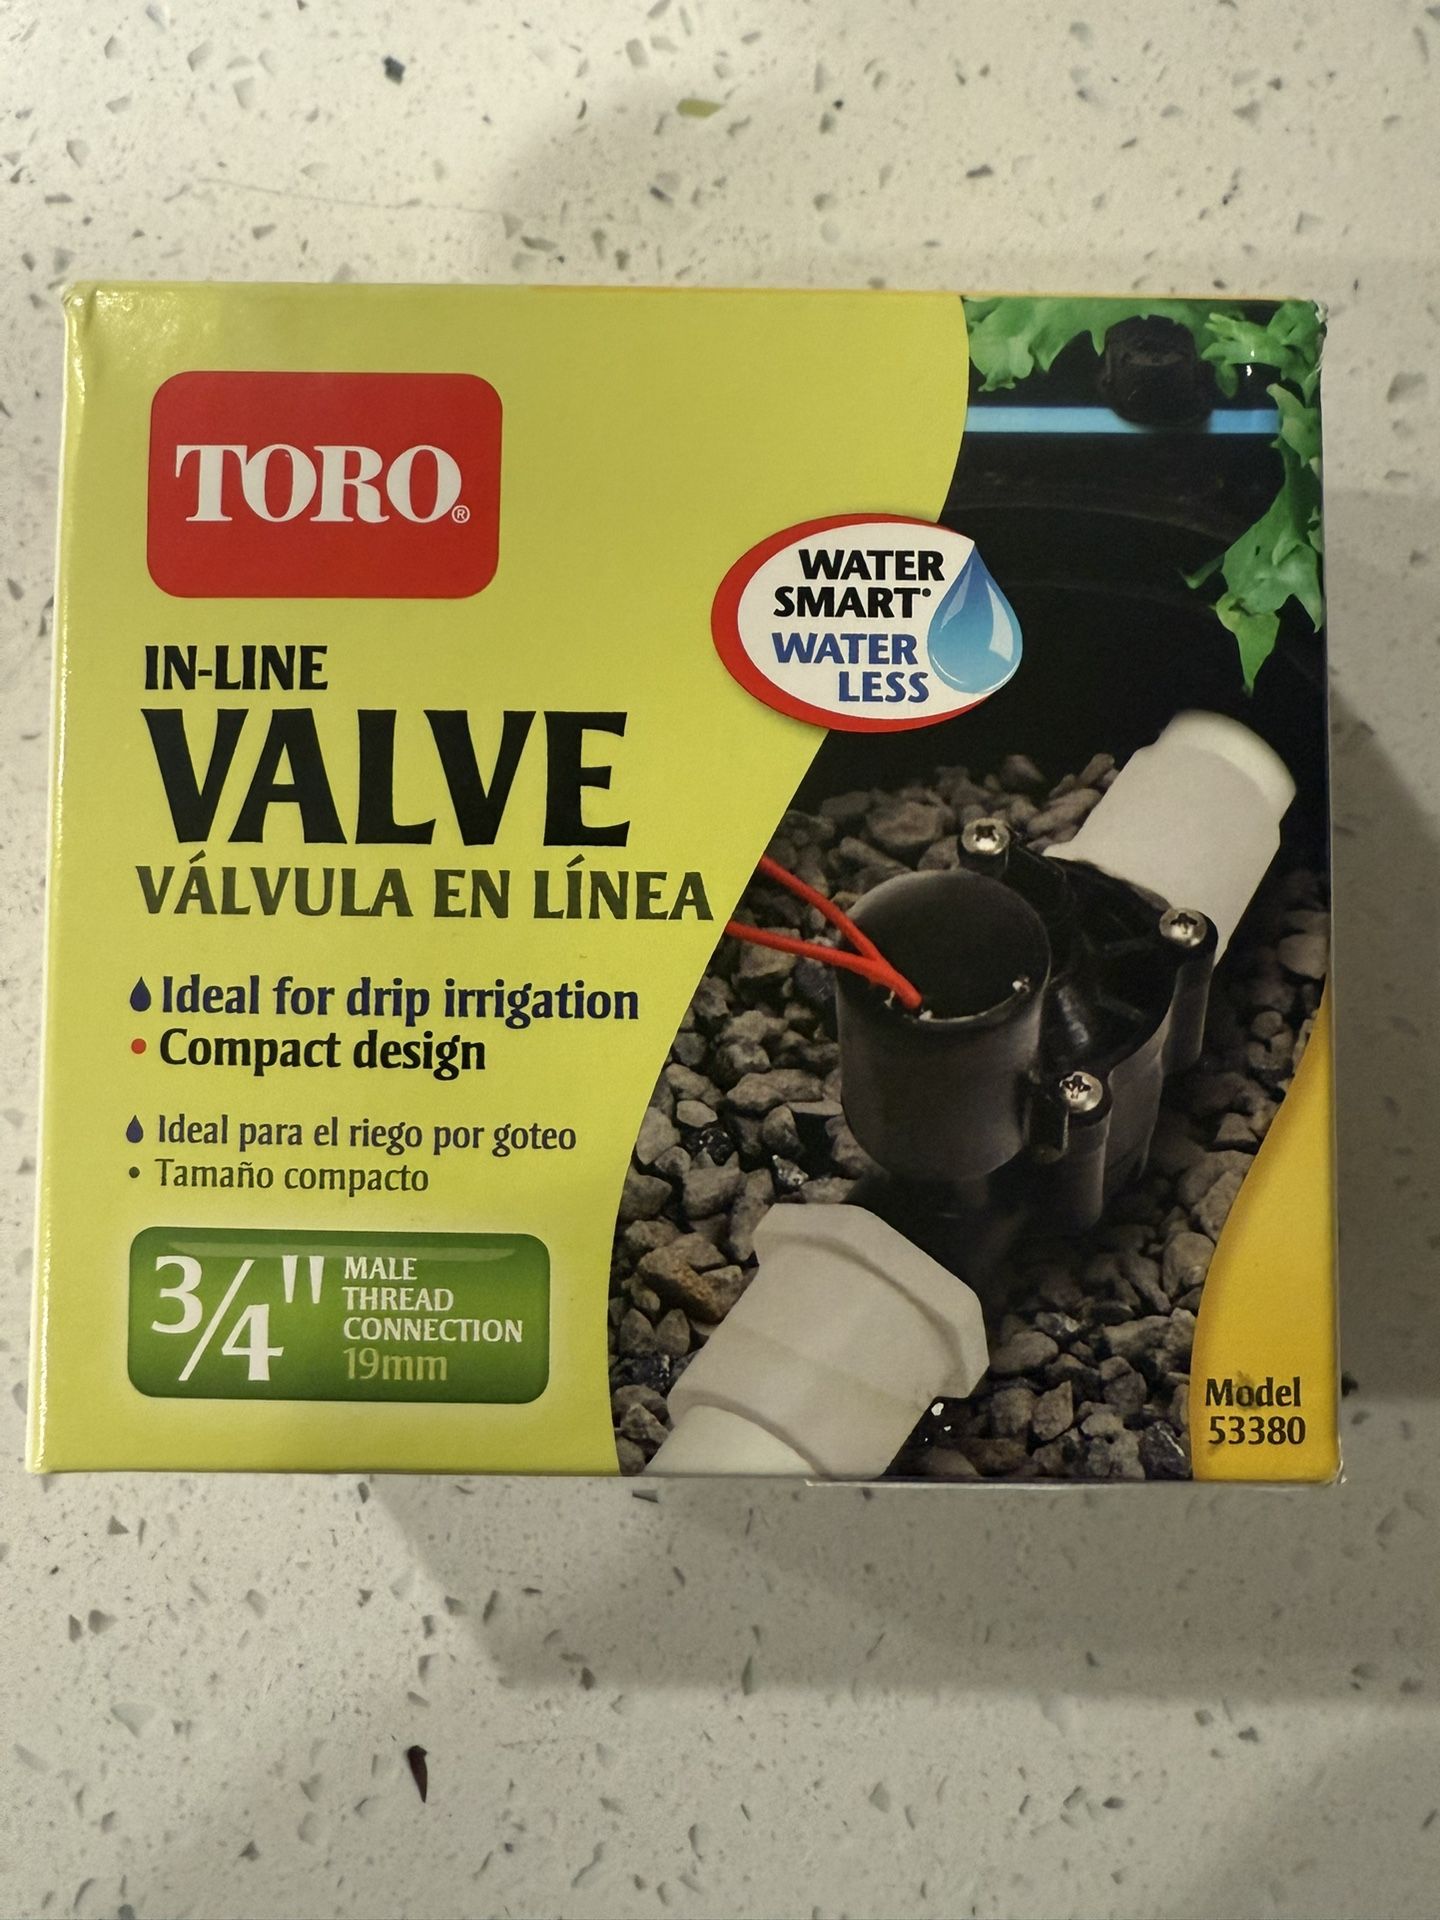 TORO®
IN-LINE
VALVE
VÁLVULA EN LÍNEA
Ideal for drip irrigation
• Compact design
Ideal para el riego por goteo
• Tamaño compacto
3/4"
MALE
THREAD
CONNECTION
19mm
WATER
SMART®
WATER
LESS
Model
53380